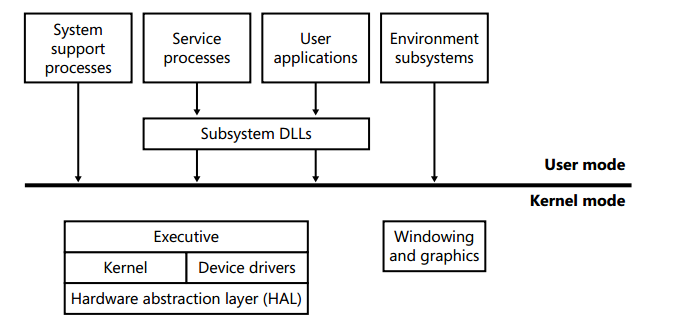 System
support
processes
Service
processes
User
applications
Environment
subsystems
Subsystem DLLs
User mode
Kernel mode
Executive
Kernel
Device drivers
Hardware abstraction layer (HAL)
Windowing
and graphics